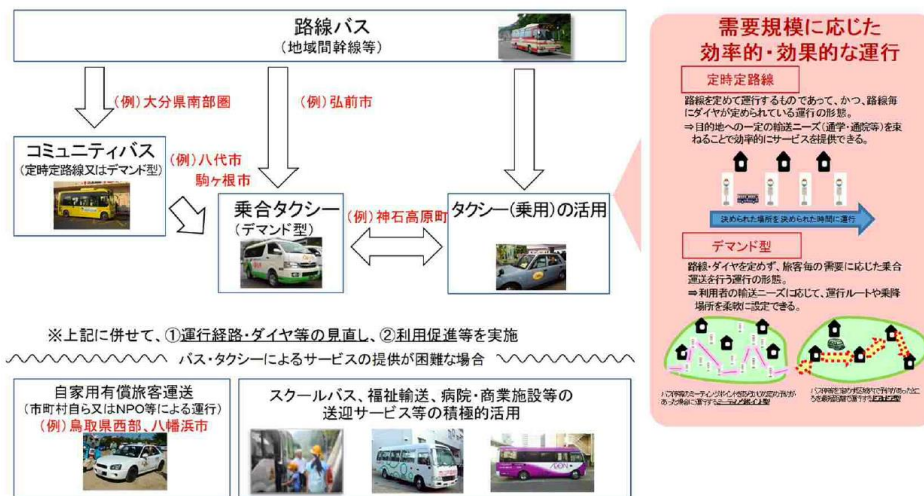 路線バス
(地域間幹線等)
(例)大分県南部圏
(例)弘前市
コミュニティバス
(定時定路線又はデマンド型)
(例)八代市
駒ヶ根市
乗合タクシー
(デマンド型)
(例)神石高原町
タクシー(乗用)の活用
※上記に併せて、①運行経路・ダイヤ等の見直し、②利用促進等を実施
バス・タクシーによるサービスの提供が困難な場合
自家用有償旅客運送
(市町村自ら又はNPO等による運行)
(例)鳥取県西部、八幡浜市
スクールバス、福祉輸送、病院・商業施設等の
送迎サービス等の積極的活用
需要規模に応じた
効率的・効果的な運行
定時定路線
路線を定めて運行するものであって、かつ、路線毎
にダイヤが定められている運行の形態。
⇒目的地への一定の輸送ニーズ(通学・通院等)を束
ねることで効率的にサービスを提供できる。
決められた場所を決められた時間に運行
デマンド型
路線・ダイヤを定めず、旅客毎の需要に応じた乗合
運送を行う運行の形態。
⇒利用者の輸送ニーズに応じて、運行ルートや乗降
場所を柔軟に設定できる。